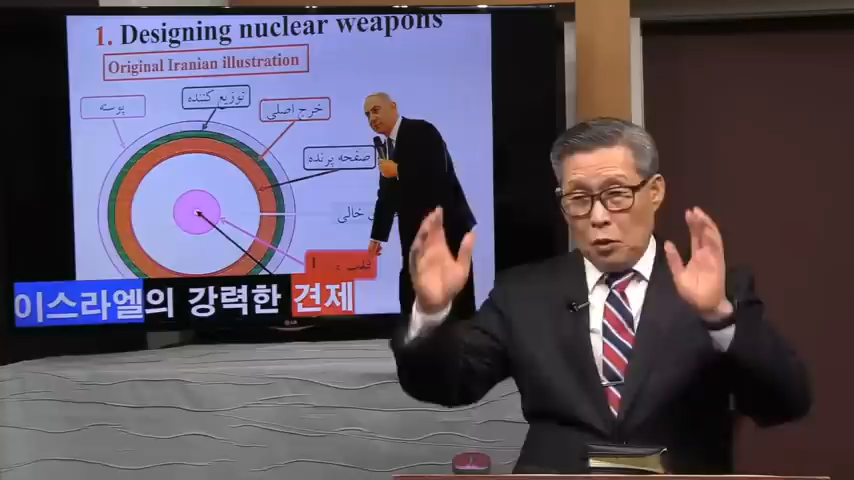 1. Designing nuclear weapons
Original Iranian illustration
پوسته
توزیع کننده
خرج اصلی
صفحه پرنده
خالی
이스라엘의 강력한 견제